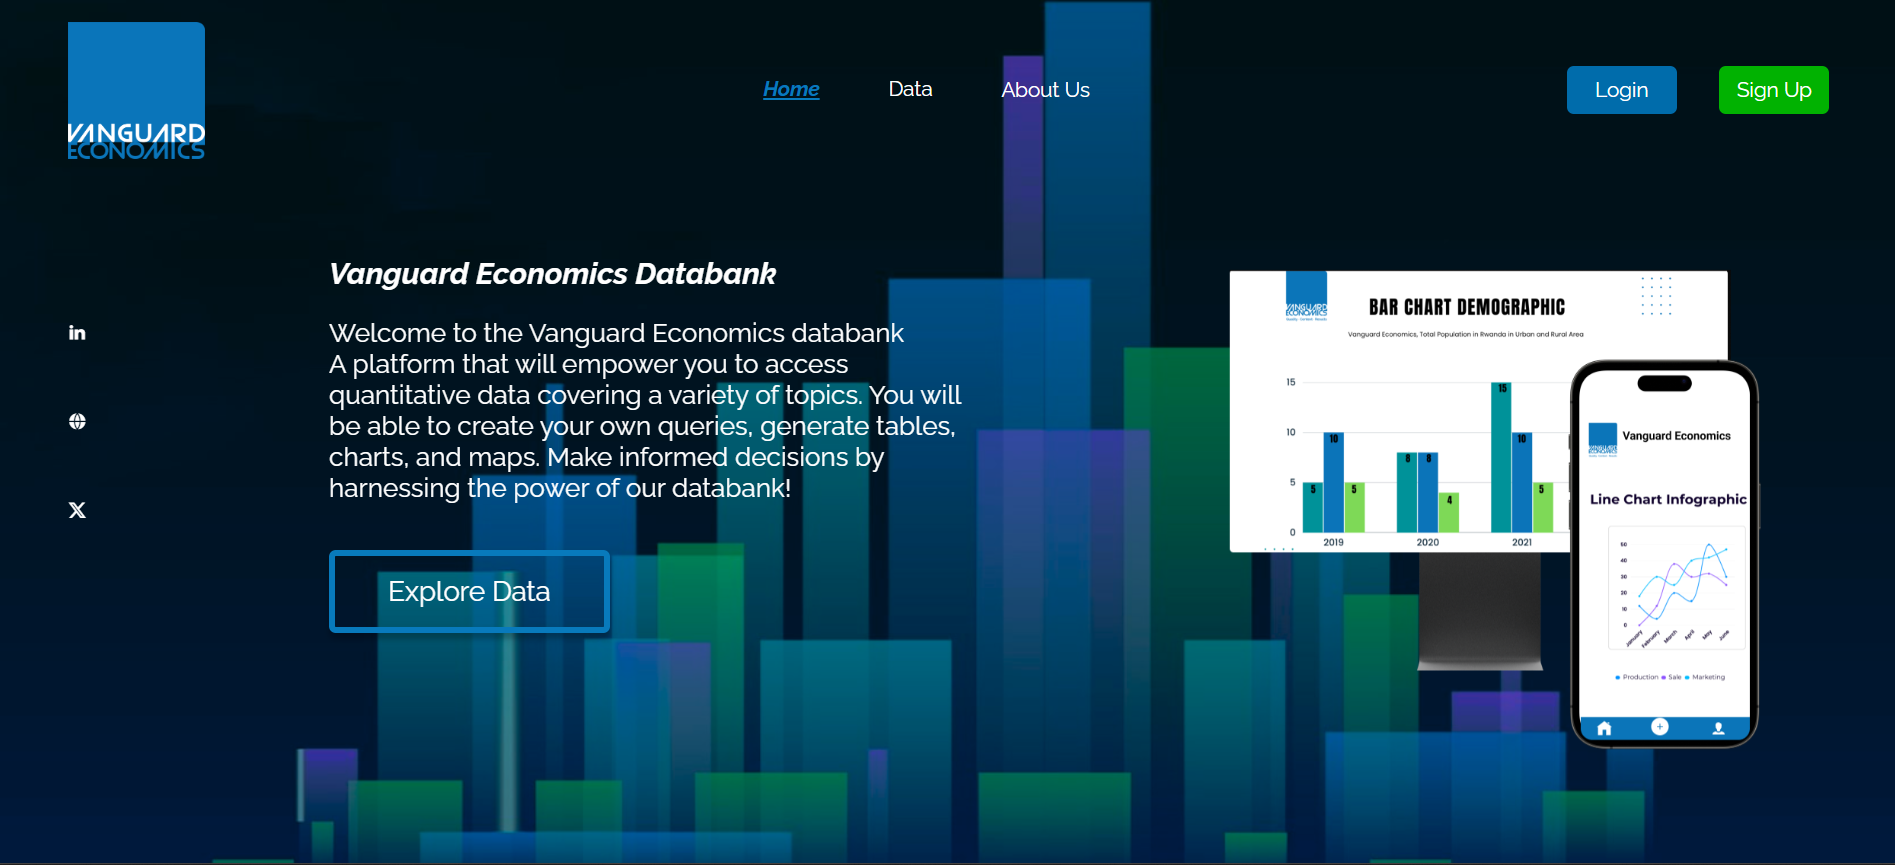 VANGUARD
ECONOMICS
Home
Data
About Us
Login
Sign Up
Vanguard Economics Databank
Welcome to the Vanguard Economics databank
A platform that will empower you to access
quantitative data covering a variety of topics. You will
be able to create your own queries, generate tables,
charts, and maps. Make informed decisions by
harnessing the power of our databank!
Explore Data
in
X
VANGUARD
ECONOMICS
BAR CHART DEMOGRAPHIC
Vanguard Economics, Total Population in Rwanda in Urban and Rural Area
15
10
5
0
5 10 5
8 8 4
15 10 5
2019 2020 2021
VANGUARD
ECONOMICS
Vanguard Economics
Line Chart Infographic
50
40
30
20
10
0
January February March April May June
Production Sale Marketing